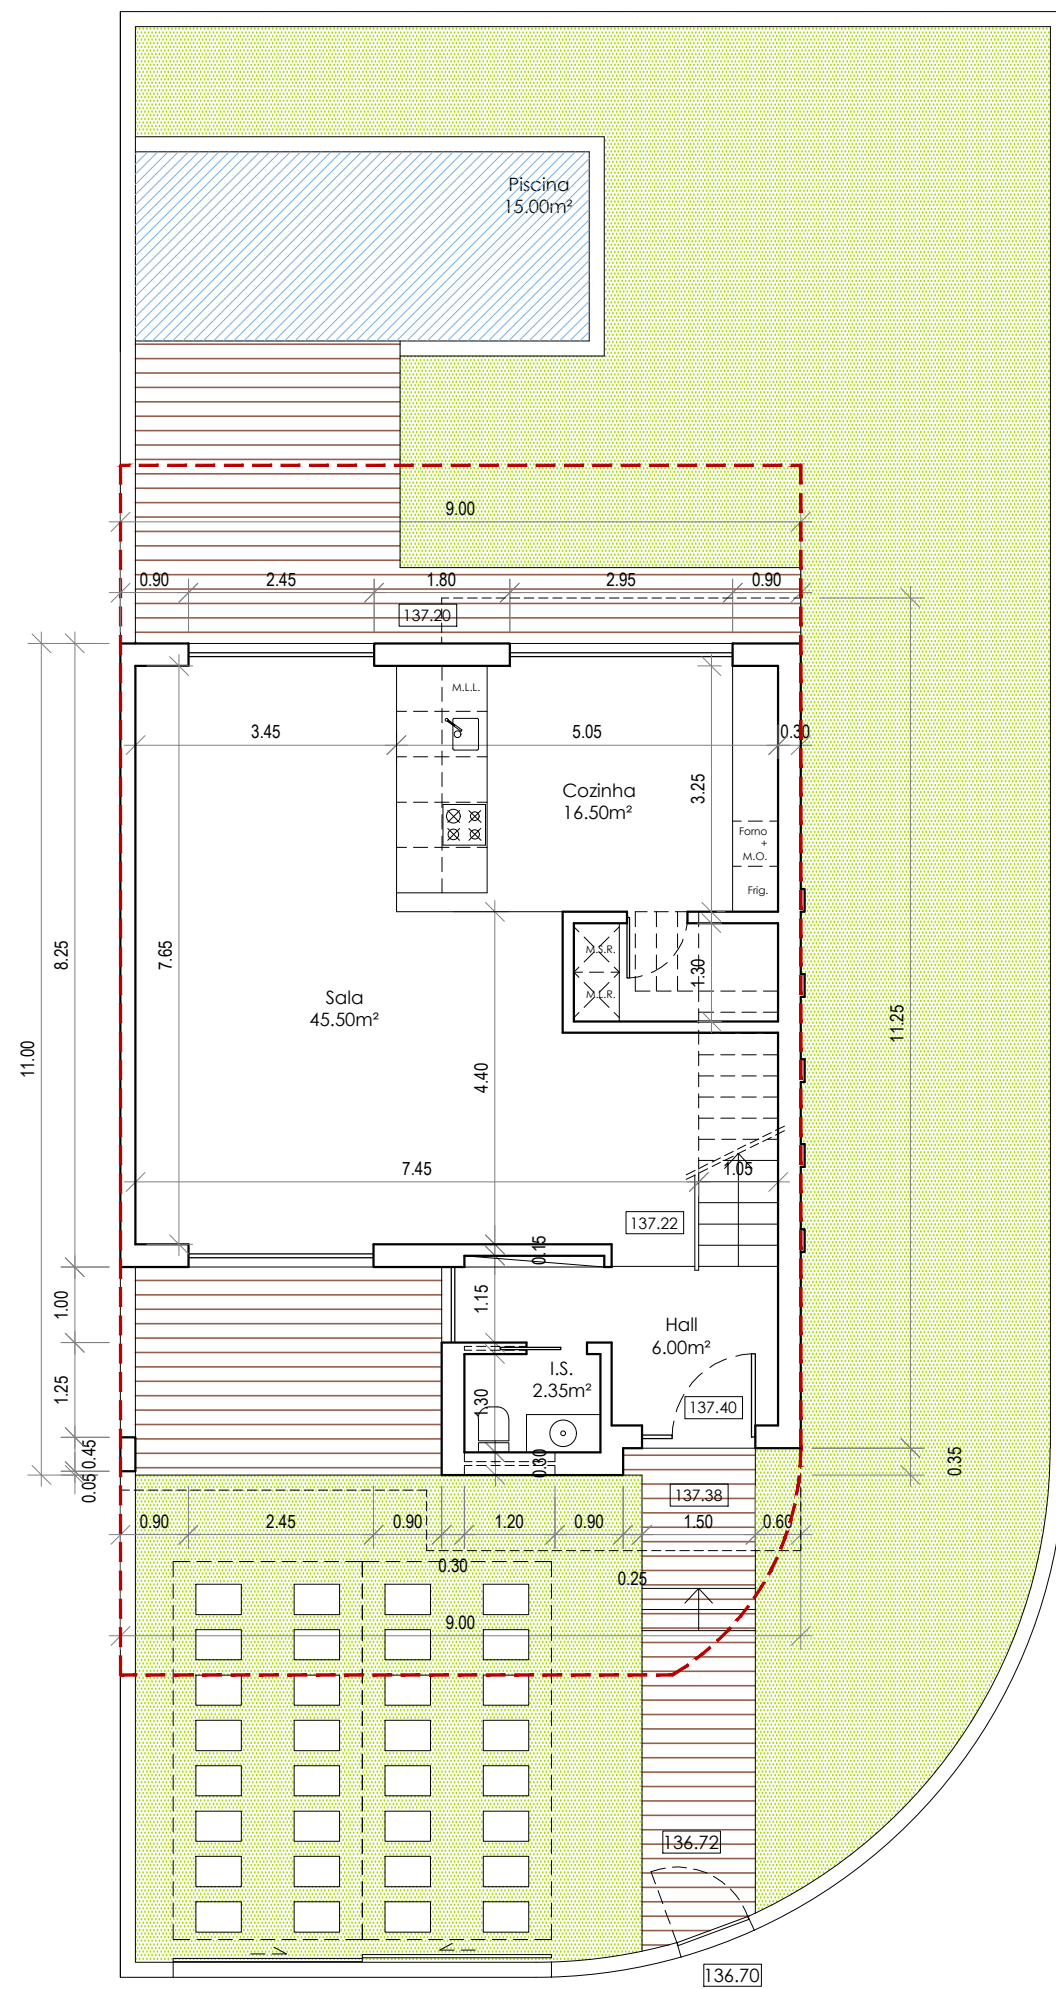 Piscina
15.00m²
9.00
0.90
2.45
1.80
2.95
0.90
137.20
M.L.L.
3.45
5.05
0.30
Cozinha
16.50m²
3.25
Forno
+
M.O.
Frig.
8.25
7.65
M.S.R.
M.L.R.
1.30
Sala
45.50m²
11.00
11.25
4.40
7.45
1.05
137.22
0.15
1.00
1.15
Hall
6.00m²
I.S.
2.35m²
1.25
1.30
137.40
0.45
0.05
0.30
0.35
137.38
0.90
2.45
0.90
1.20
0.90
1.50
0.60
0.30
0.25
9.00
136.72
136.70